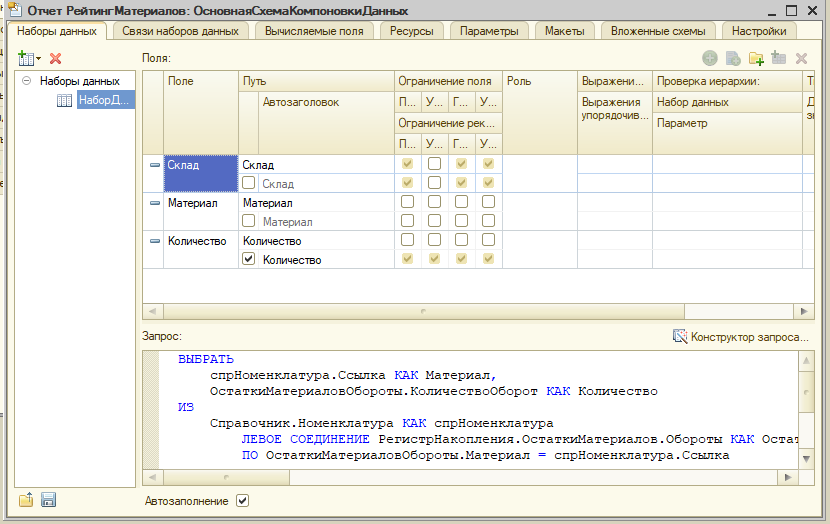 Отчет РейтингМатериалов: ОсновнаяСхемаКомпоновкиДанных
Наборы данных Связи наборов данных Вычисляемые поля Ресурсы Параметры Макеты Вложенные схемы Настройки
Наборы данных
НаборД...
Поля:
Поле Путь Ограничение поля Роль Выражени... Проверка иерархии: Т
Автозаголовок П... У... Г... У... Выражения упорядочив... Набор данных
Ограничение рек... Параметр
П... У... Г... У...
Склад Склад
Склад
Материал Материал
Материал
Количество Количество
Количество
Запрос: Конструктор запроса...
ВЫБРАТЬ
спрНоменклатура.Ссылка КАК Материал,
ОстаткиМатериаловОбороты.КоличествоОборот КАК Количество
ИЗ
Справочник.Номенклатура КАК спрНоменклатура
ЛЕВОЕ СОЕДИНЕНИЕ РегистрНакопления.ОстаткиМатериалов.Обороты КАК Остат
ПО ОстаткиМатериаловОбороты.Материал = спрНоменклатура.Ссылка
Автозаполнение